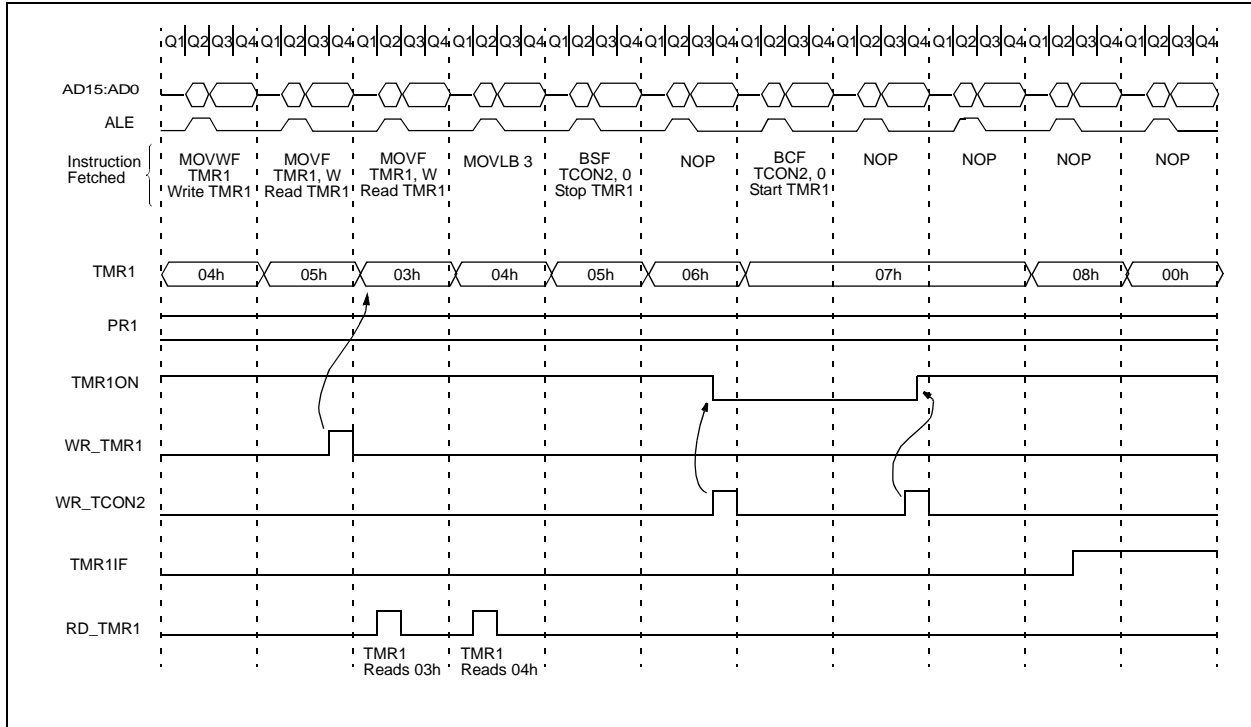 Q1 Q2 Q3 Q4 Q1 Q2 Q3 Q4 Q1 Q2 Q3 Q4 Q1 Q2 Q3 Q4 Q1 Q2 Q3 Q4 Q1 Q2 Q3 Q4 Q1 Q2 Q3 Q4 Q1 Q2 Q3 Q4 Q1 Q2 Q3 Q4 Q1 Q2 Q3 Q4 Q1 Q2 Q3 Q4
AD15:AD0
ALE
Instruction
Fetched
MOVWF
TMR1
Write TMR1
MOVF
TMR1, W
Read TMR1
MOVF
TMR1, W
Read TMR1
MOVLB 3
BSF
TCON2, 0
Stop TMR1
NOP
BCF
TCON2, 0
Start TMR1
NOP
NOP
NOP
NOP
TMR1
04h 05h 03h 04h 05h 06h 07h 08h 00h
PR1
TMR1ON
WR_TMR1
WR_TCON2
TMR1IF
RD_TMR1
TMR1
Reads 03h
TMR1
Reads 04h